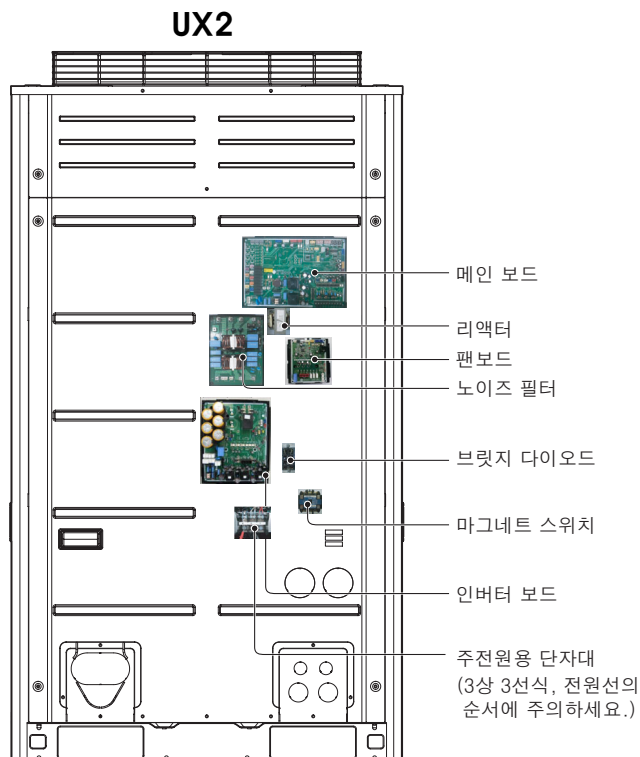 UX2
메인 보드
리액터
팬보드
노이즈 필터
브릿지 다이오드
마그네트 스위치
인버터 보드
주전원용 단자대
(3상 3선식, 전원선의
순서에 주의하세요.)